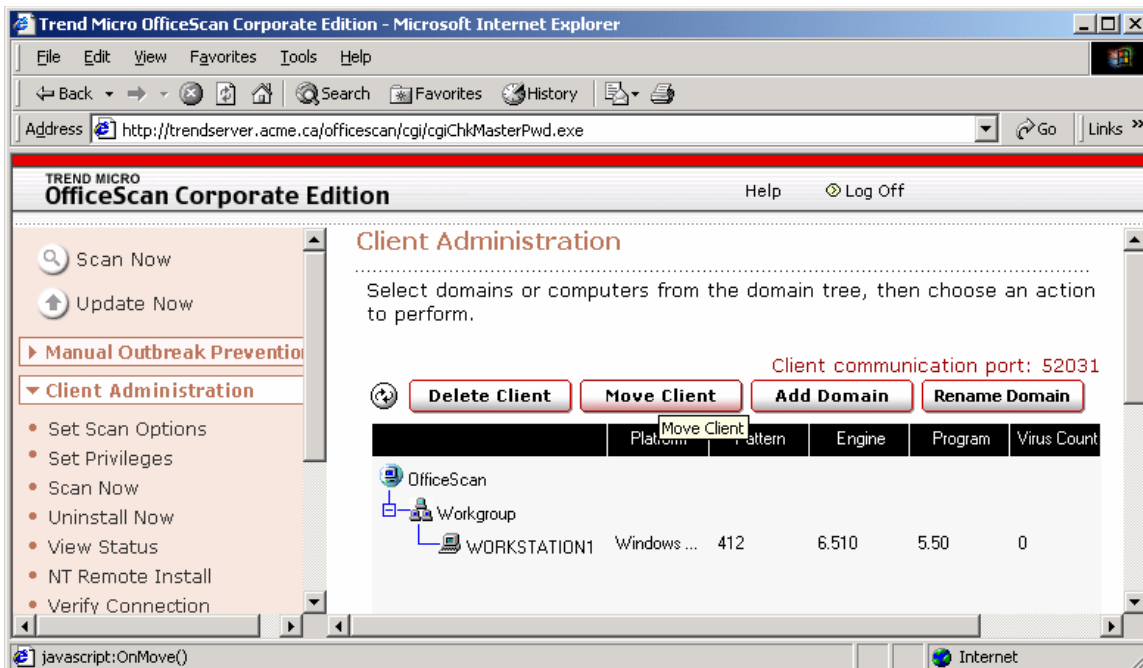 Trend Micro OfficeScan Corporate Edition - Microsoft Internet Explorer
File Edit View Favorites Tools Help
Back Search Favorites History
Address http://trendserver.acme.ca/officescan/cgi/cgiChkMasterPwd.exe Go Links »
TREND MICRO
OfficeScan Corporate Edition Help Log Off
Scan Now
Update Now
Manual Outbreak Preventio
Client Administration
Set Scan Options
Set Privileges
Scan Now
Uninstall Now
View Status
NT Remote Install
Verify Connection
Client Administration
Select domains or computers from the domain tree, then choose an action
to perform.
Client communication port: 52031
Delete Client Move Client Add Domain Rename Domain
Move Client
Platform Pattern Engine Program Virus Count
OfficeScan
Workgroup
WORKSTATION1 Windows ... 412 6.510 5.50 0
javascript:OnMove() Internet